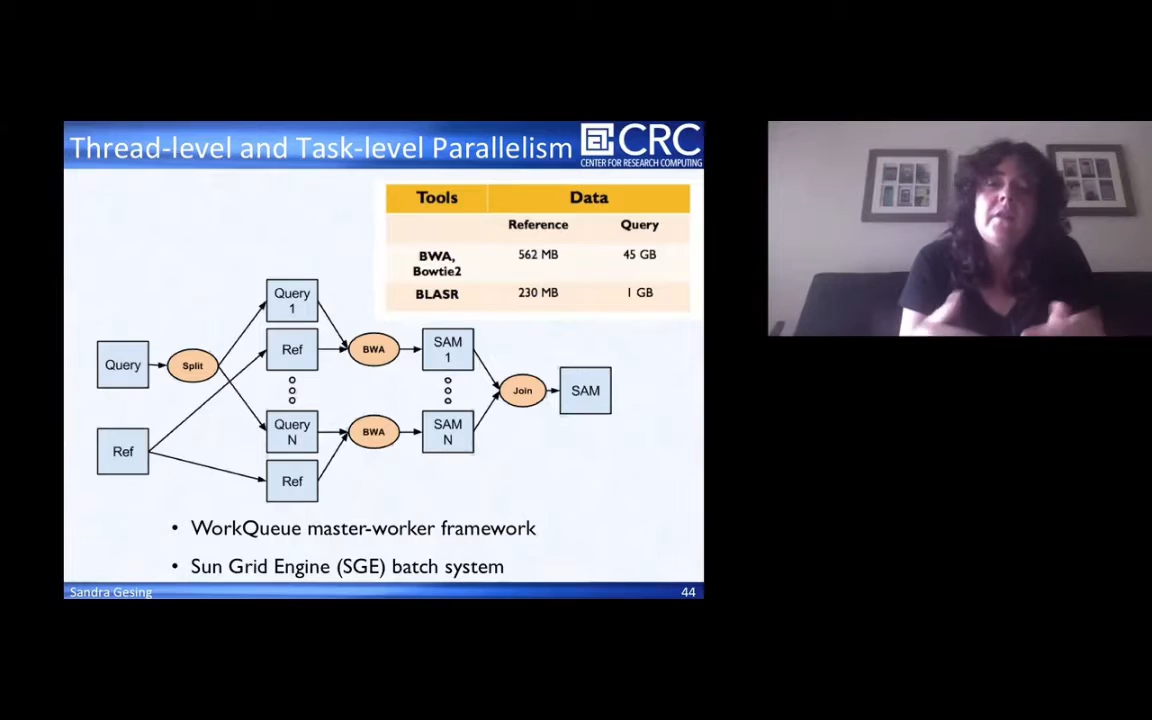 Thread-level and Task-level Parallelism
CRC
CENTER FOR RESEARCH COMPUTING
Tools Data
Reference Query
BWA, Bowtie2 562 MB 45 GB
BLASR 230 MB 1 GB
Query
Split
Ref
Query 1
Ref
Query N
Ref
BWA
BWA
SAM 1
SAM N
Join
SAM
• WorkQueue master-worker framework
• Sun Grid Engine (SGE) batch system
Sandra Gesing
44